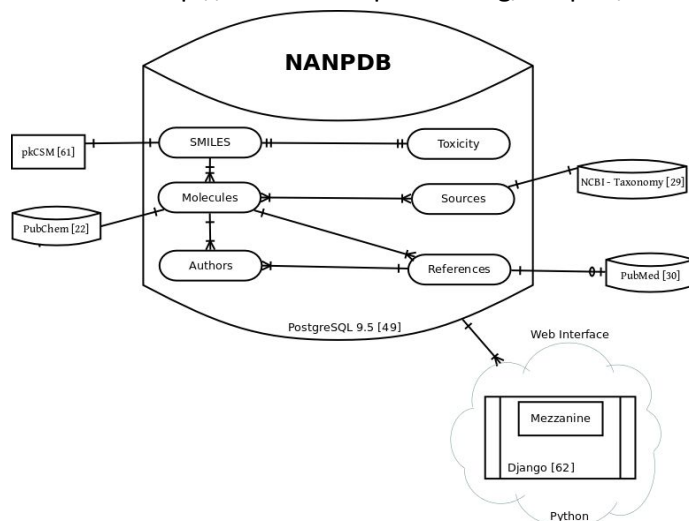 NANPDB
SMILES
Toxicity
pkCSM [61]
Molecules
Sources
NCBI - Taxonomy [29]
PubChem [22]
Authors
References
PubMed [30]
PostgreSQL 9.5 [49]
Web Interface
Mezzanine
Django [62]
Python